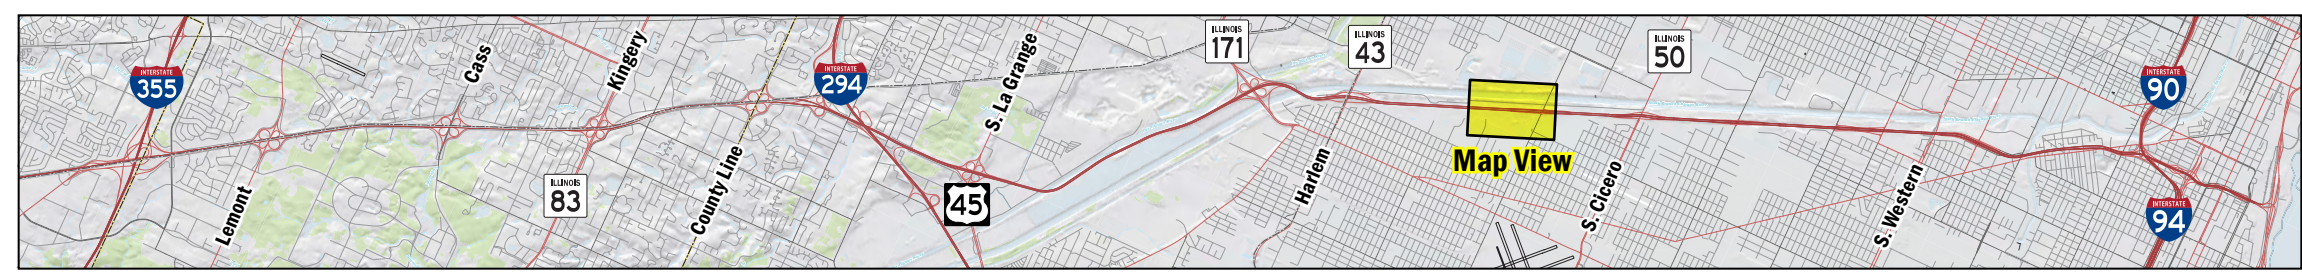 INTERSTATE
355
Lemont
Cass
ILLINOIS
83
Kingery
County Line
INTERSTATE
294
45
S. La Grange
ILLINOIS
171
Harlem
ILLINOIS
43
Map View
S. Cicero
ILLINOIS
50
S. Western
INTERSTATE
90
INTERSTATE
94